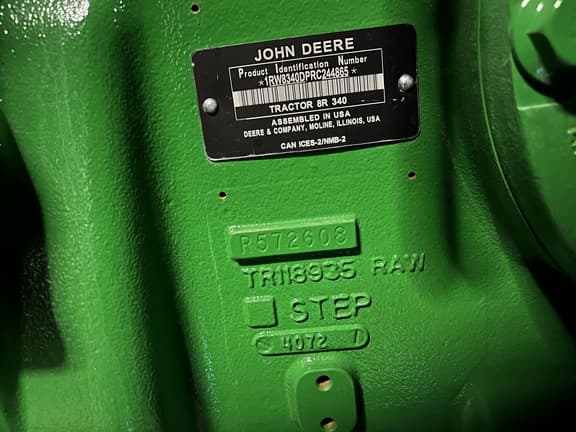 JOHN DEERE
Product Identification Number
*1RW8340DPRC244865*
TRACTOR 8R 340
ASSEMBLED IN USA
DEERE & COMPANY, MOLINE, ILLINOIS, USA
CAN ICES-2/NMB-2
R572608
TR118935 RAW
STEP
4072